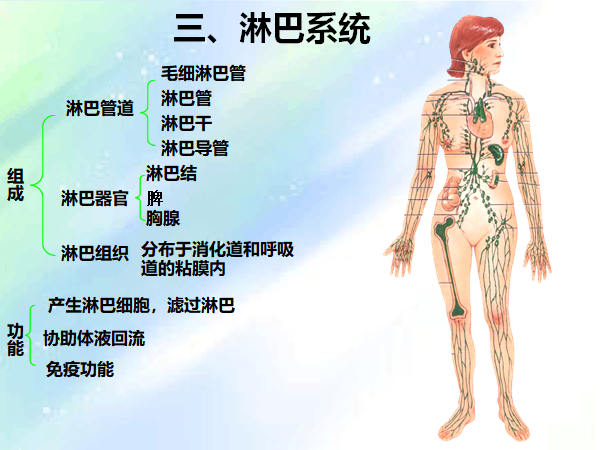 三、淋巴系统
组成
淋巴管道
毛细淋巴管
淋巴管
淋巴干
淋巴导管
淋巴器官
淋巴结
脾
胸腺
淋巴组织
分布于消化道和呼吸
道的粘膜内
功能
产生淋巴细胞，滤过淋巴
协助体液回流
免疫功能